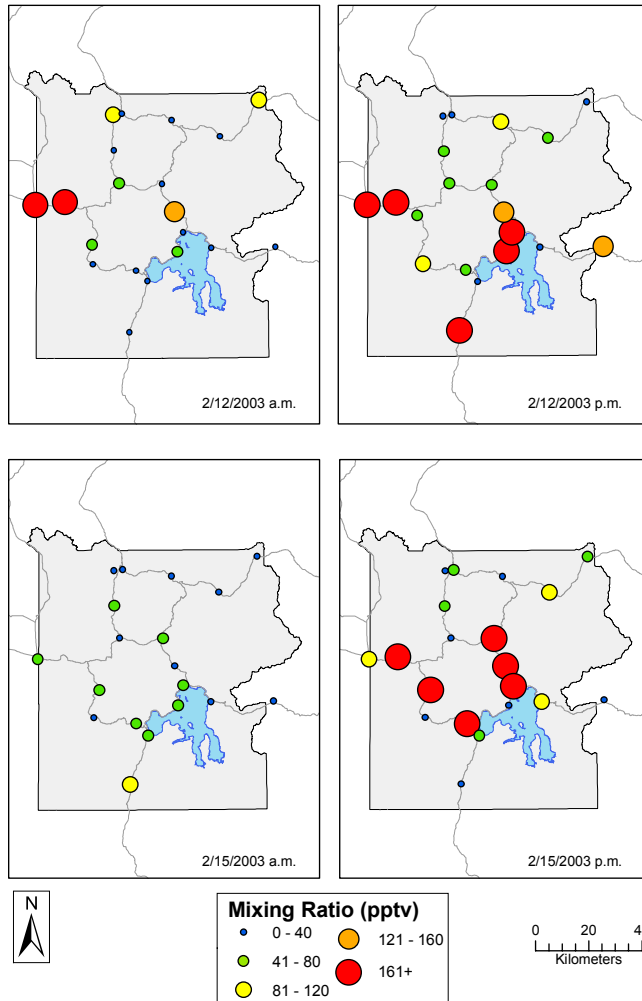 2/12/2003 a.m.
2/12/2003 p.m.
2/15/2003 a.m.
2/15/2003 p.m.
N
Mixing Ratio (pptv)
0 - 40
41 - 80
81 - 120
121 - 160
161+
0 20
Kilometers